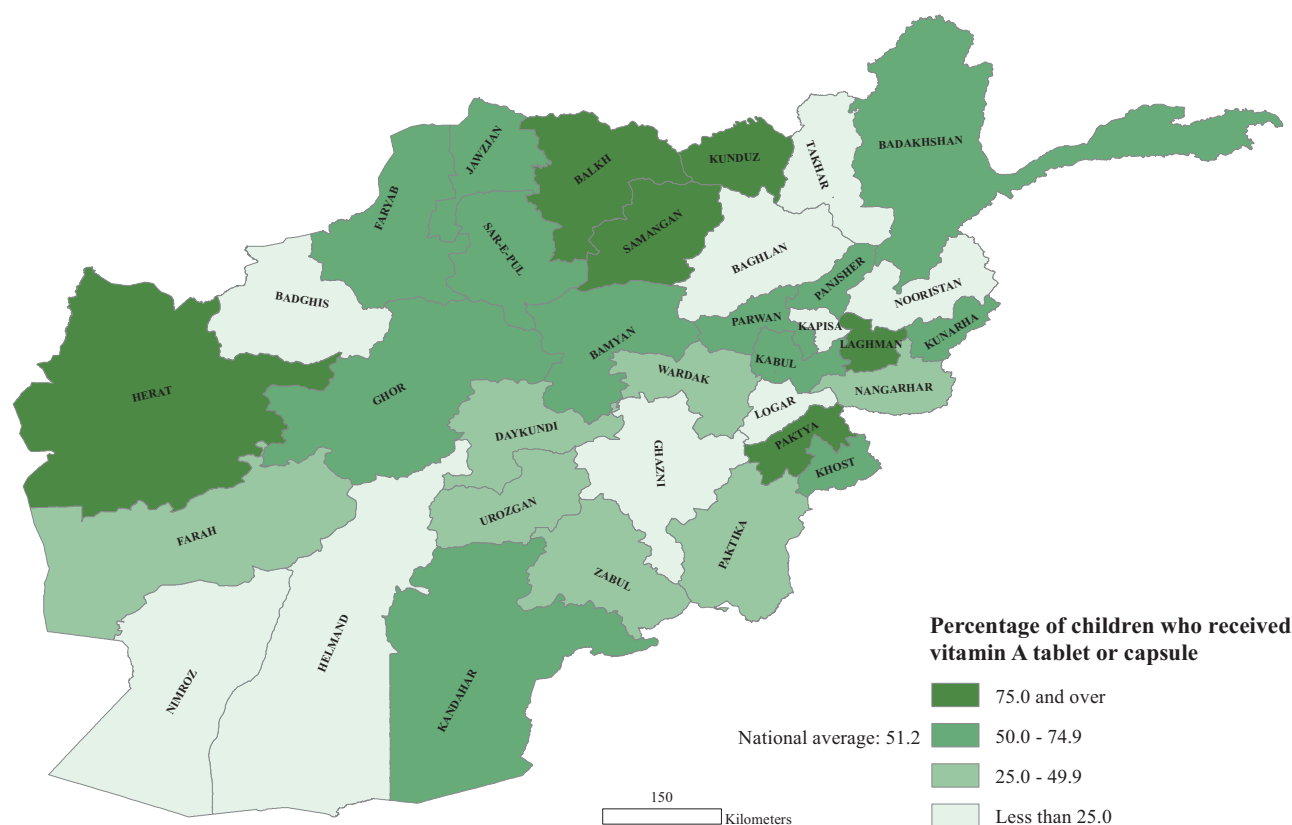 BADAKHSHAN
TAKHAR
KUNDUZ
BALKH
JAWZJAN
FARYAB
SAR-E-PUL
SAMANGAN
BAGHLAN
PANJSHER
NOORISTAN
BADGHIS
PARWAN
KAPISA
KUNARHA
LAGHMAN
BAMYAN
KABUL
WARDAK
NANGARHAR
HERAT
GHOR
LOGAR
DAYKUNDI
PAKTYA
GHAZNI
KHOST
UROZGAN
FARAH
PAKTIKA
ZABUL
HELMAND
NIMROZ
KANDAHAR
Percentage of children who received
vitamin A tablet or capsule
75.0 and over
National average: 51.2
50.0 - 74.9
25.0 - 49.9
Less than 25.0
150
Kilometers